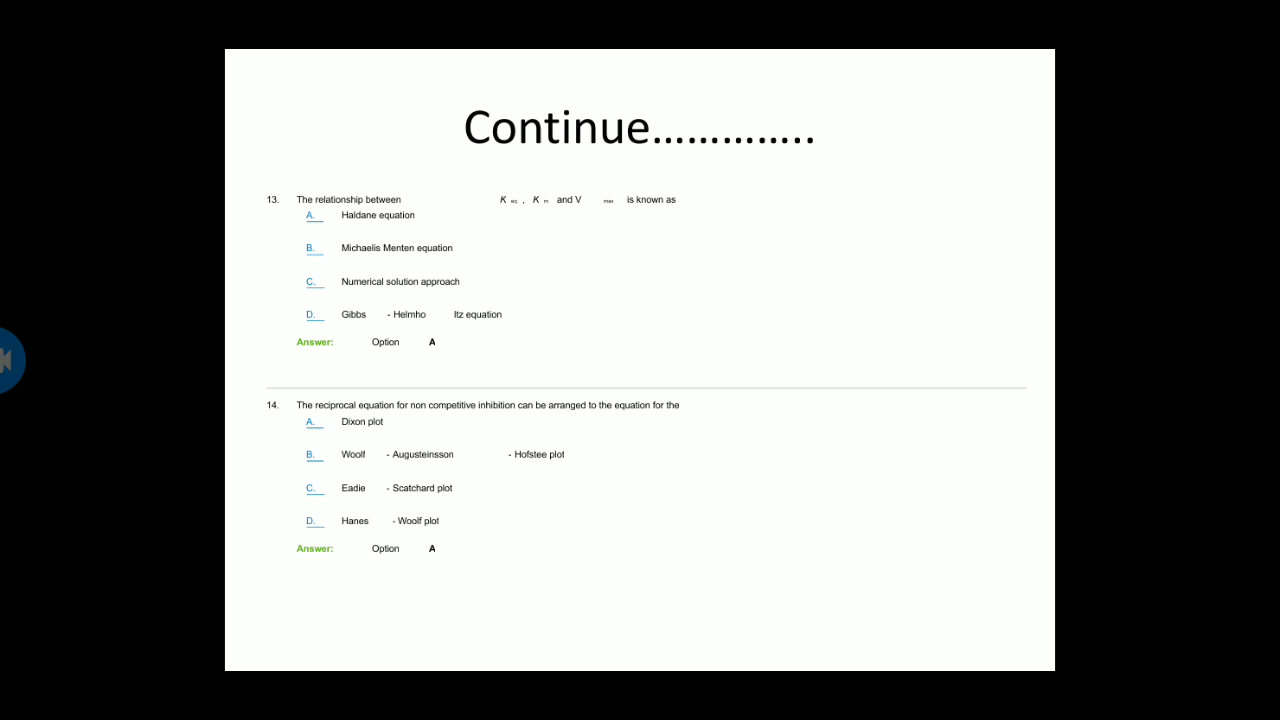 Continue…………..
13. The relationship between K eq , K m and V max is known as
A. Haldane equation
B. Michaelis Menten equation
C. Numerical solution approach
D. Gibbs - Helmho ltz equation
Answer: Option A
14. The reciprocal equation for non competitive inhibition can be arranged to the equation for the
A. Dixon plot
B. Woolf - Augusteinsson - Hofstee plot
C. Eadie - Scatchard plot
D. Hanes - Woolf plot
Answer: Option A